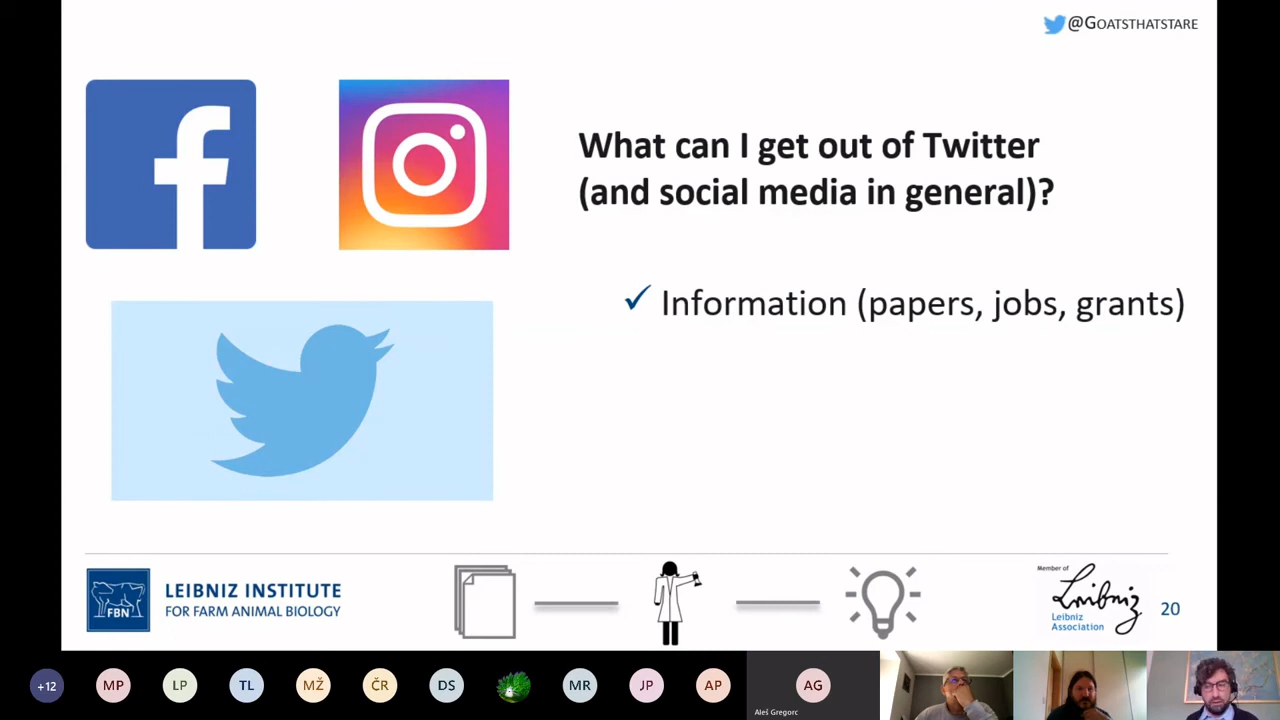 @GOATSTHATSTARE
What can I get out of Twitter
(and social media in general)?
✓ Information (papers, jobs, grants)
FBN
LEIBNIZ INSTITUTE
FOR FARM ANIMAL BIOLOGY
Member of
Leibniz
Leibniz
Association
20
+12
MP
LP
TL
MŽ
ČR
DS
MR
JP
AP
AG
Aleš Gregorc